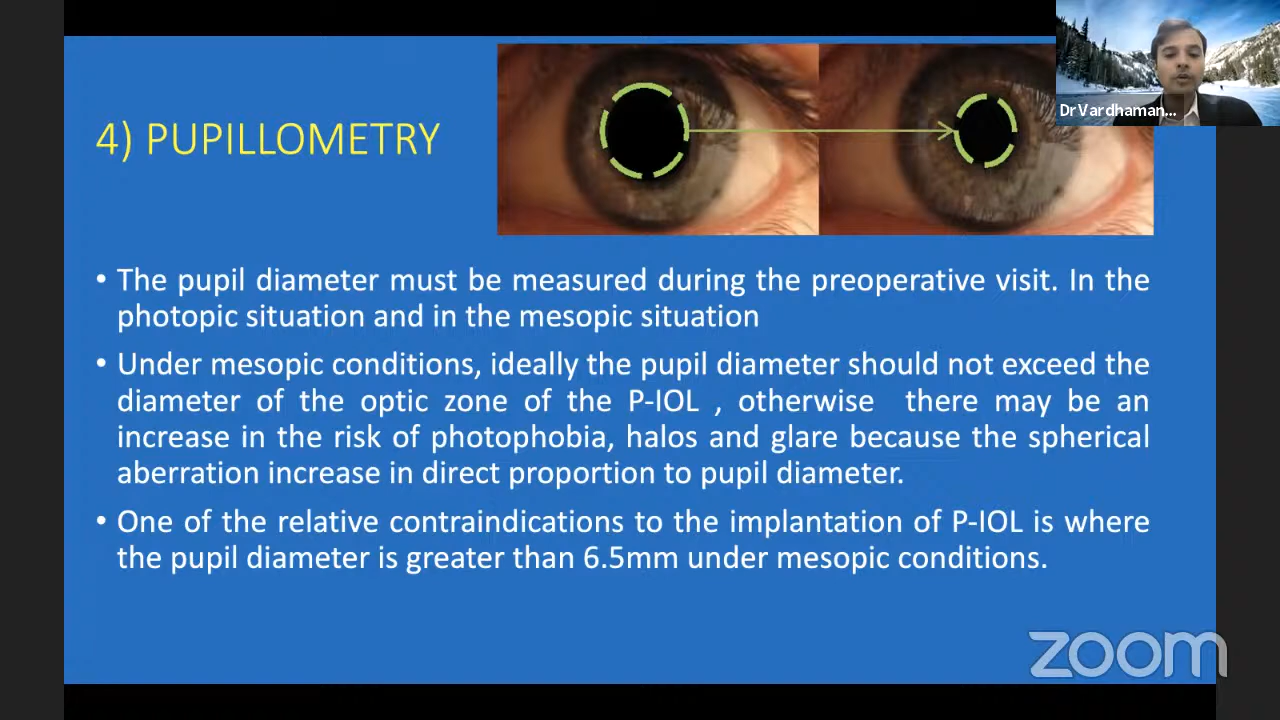 DrVardhaman...
4) PUPILLOMETRY
• The pupil diameter must be measured during the preoperative visit. In the
photopic situation and in the mesopic situation
• Under mesopic conditions, ideally the pupil diameter should not exceed the
diameter of the optic zone of the P-IOL , otherwise there may be an
increase in the risk of photophobia, halos and glare because the spherical
aberration increase in direct proportion to pupil diameter.
• One of the relative contraindications to the implantation of P-IOL is where
the pupil diameter is greater than 6.5mm under mesopic conditions.
zoom